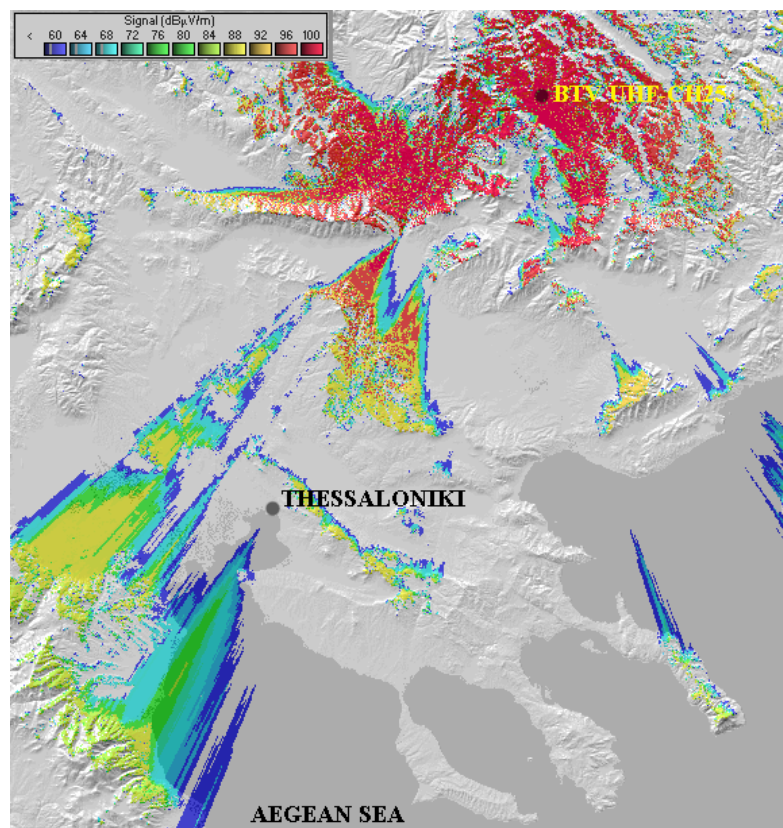 Signal (dBµV/m)
< 60 64 68 72 76 80 84 88 92 96 100
BTV UHF CH25
THESSALONIKI
AEGEAN SEA